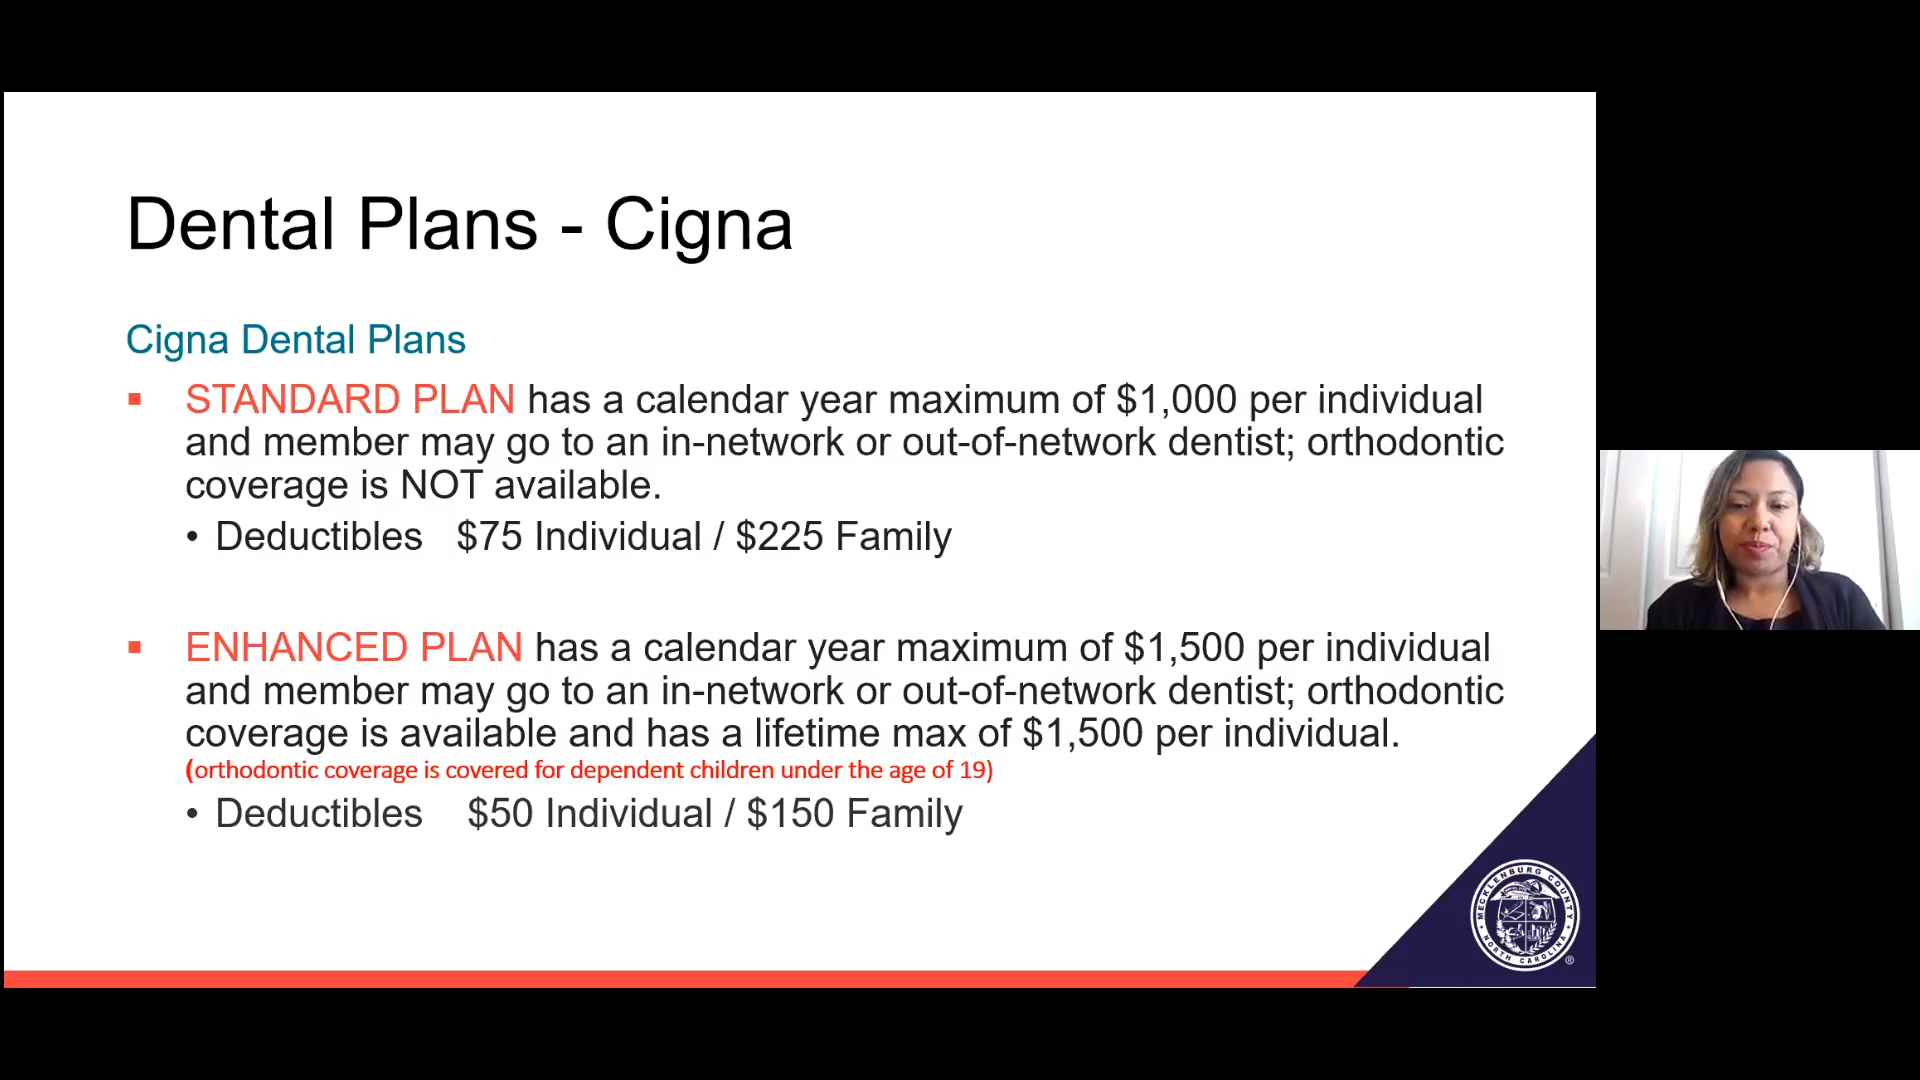 Dental Plans - Cigna
Cigna Dental Plans
▪ STANDARD PLAN has a calendar year maximum of $1,000 per individual
and member may go to an in-network or out-of-network dentist; orthodontic
coverage is NOT available.
• Deductibles $75 Individual / $225 Family
▪ ENHANCED PLAN has a calendar year maximum of $1,500 per individual
and member may go to an in-network or out-of-network dentist; orthodontic
coverage is available and has a lifetime max of $1,500 per individual.
(orthodontic coverage is covered for dependent children under the age of 19)
• Deductibles $50 Individual / $150 Family
MECKLENBURG COUNTY
NORTH CAROLINA
®